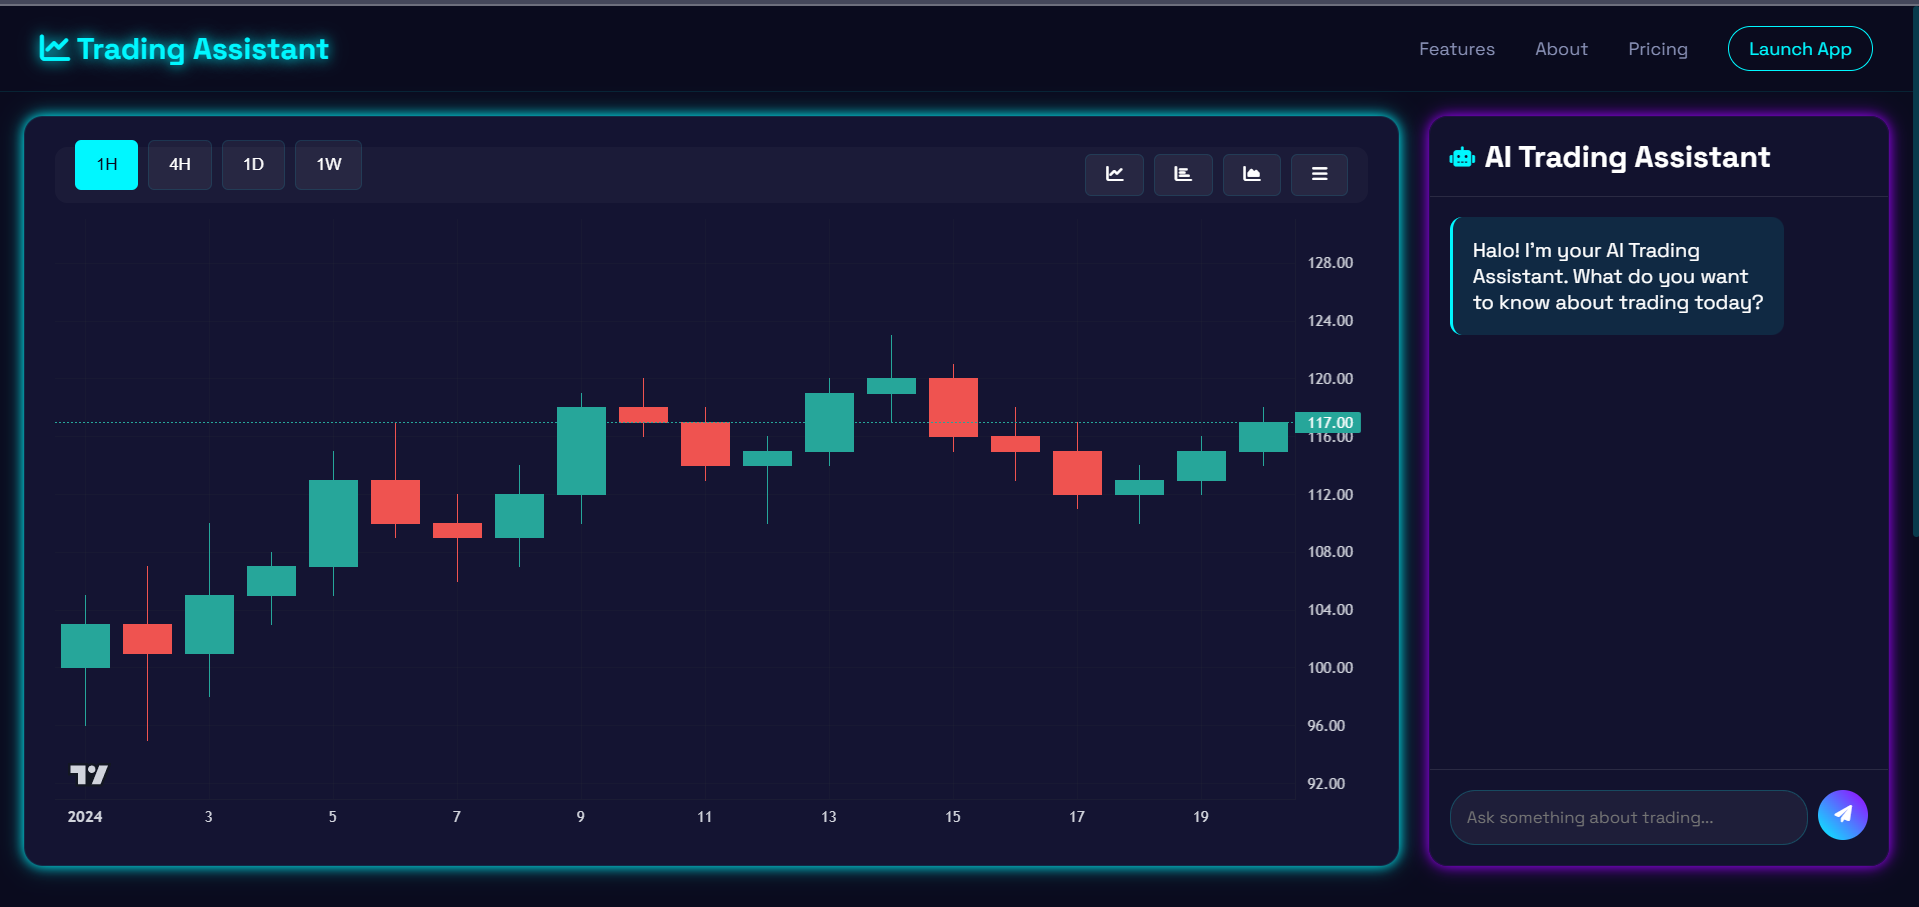 Trading Assistant
Features
About
Pricing
Launch App
1H
4H
1D
1W
128.00
124.00
120.00
117.00
116.00
112.00
108.00
104.00
100.00
96.00
92.00
2024
3
5
7
9
11
13
15
17
19
AI Trading Assistant
Halo! I'm your AI Trading
Assistant. What do you want
to know about trading today?
Ask something about trading...